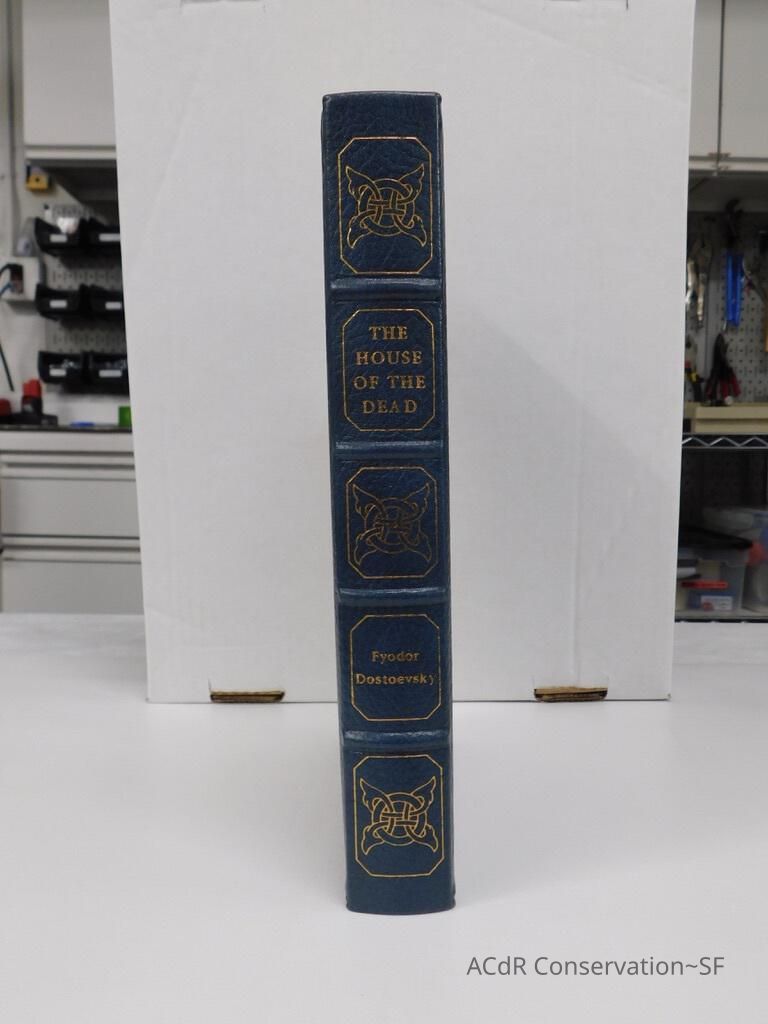 THE
HOUSE
OF THE
DEAD
Fyodor
Dostoevsky
ACdR Conservation~SF